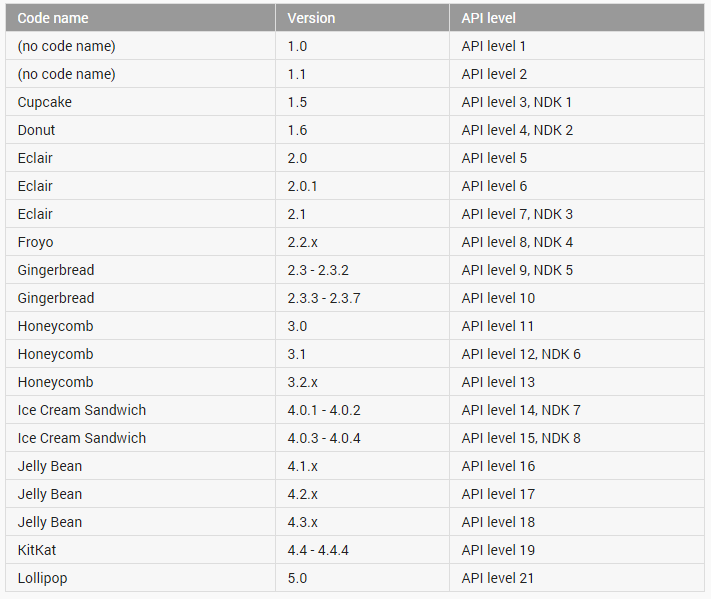 Code name Version API level
(no code name) 1.0 API level 1
(no code name) 1.1 API level 2
Cupcake 1.5 API level 3, NDK 1
Donut 1.6 API level 4, NDK 2
Eclair 2.0 API level 5
Eclair 2.0.1 API level 6
Eclair 2.1 API level 7, NDK 3
Froyo 2.2.x API level 8, NDK 4
Gingerbread 2.3 - 2.3.2 API level 9, NDK 5
Gingerbread 2.3.3 - 2.3.7 API level 10
Honeycomb 3.0 API level 11
Honeycomb 3.1 API level 12, NDK 6
Honeycomb 3.2.x API level 13
Ice Cream Sandwich 4.0.1 - 4.0.2 API level 14, NDK 7
Ice Cream Sandwich 4.0.3 - 4.0.4 API level 15, NDK 8
Jelly Bean 4.1.x API level 16
Jelly Bean 4.2.x API level 17
Jelly Bean 4.3.x API level 18
KitKat 4.4 - 4.4.4 API level 19
Lollipop 5.0 API level 21